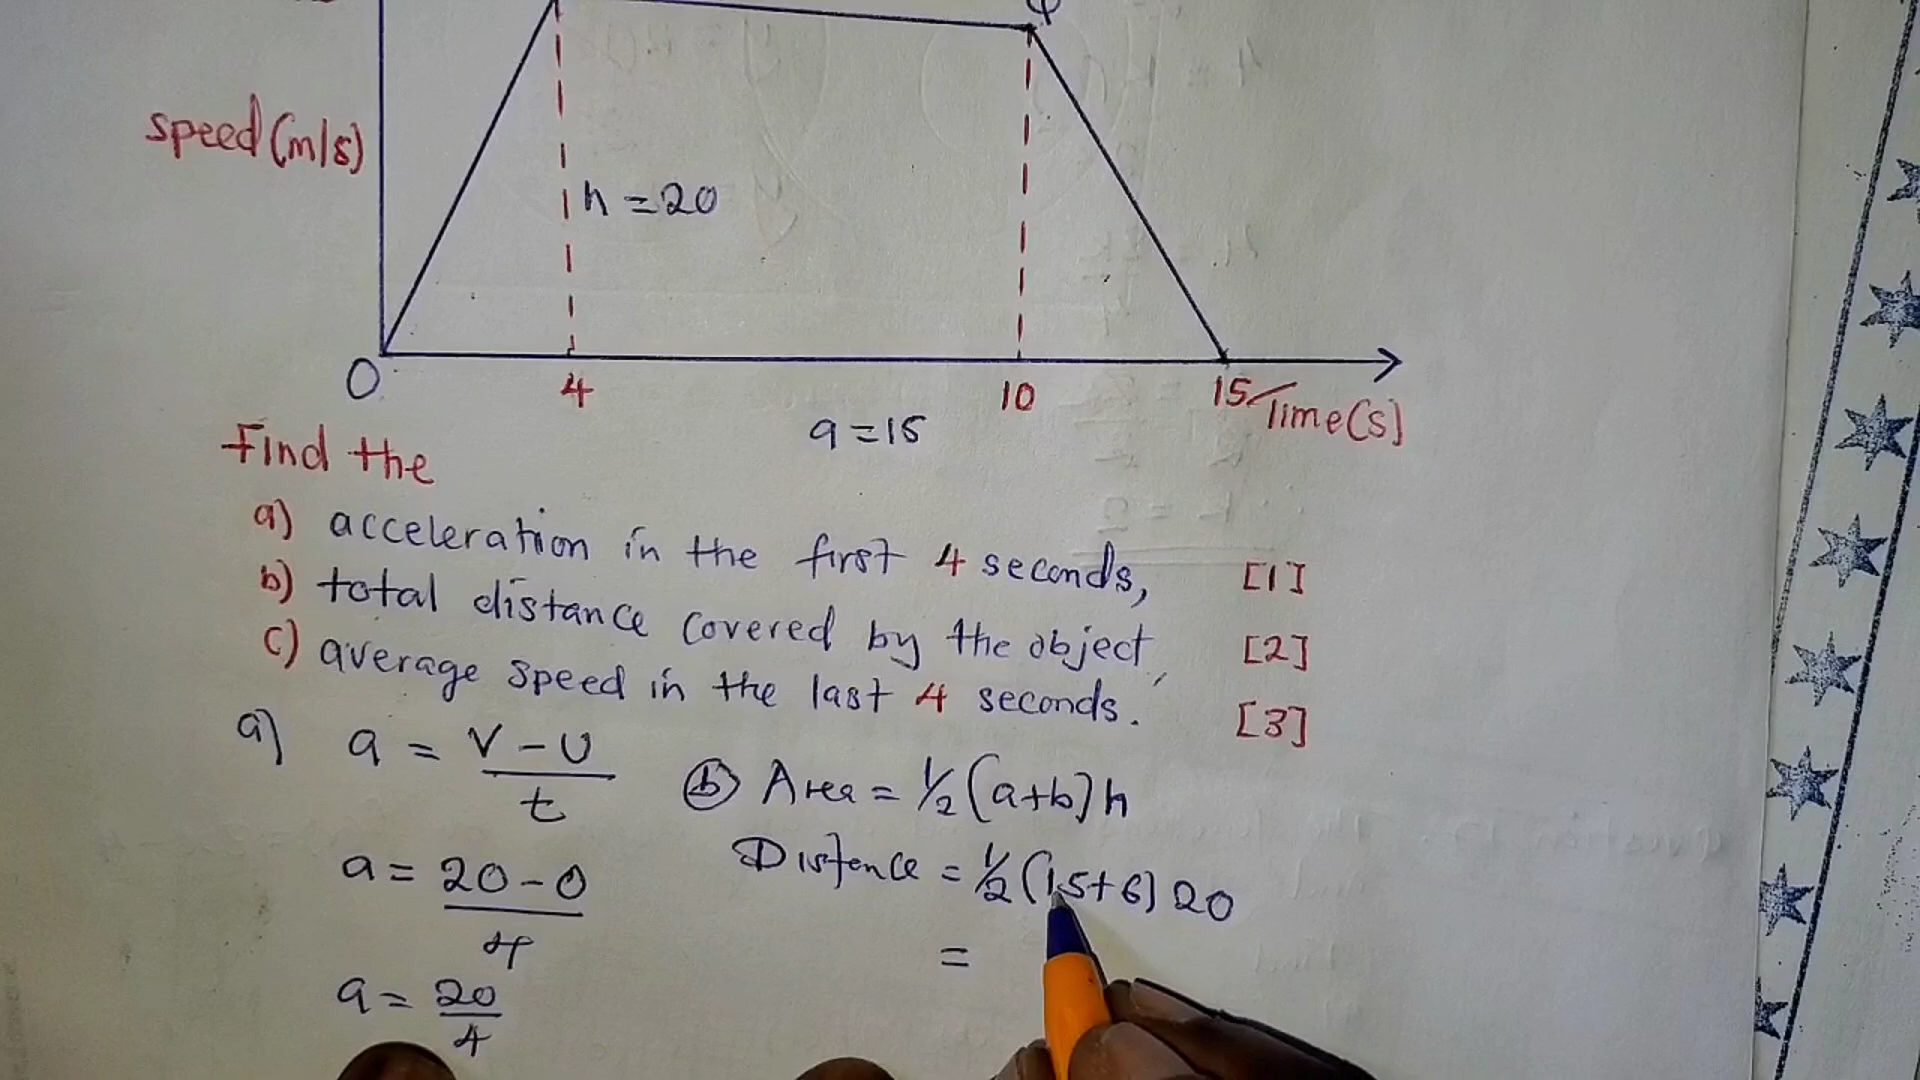 speed (m/s)
h = 20
O
4
10
15
Time (s)
a = 15
Find the
a) acceleration in the first 4 seconds, [1]
b) total distance covered by the object, [2]
c) average speed in the last 4 seconds. [3]
a) a = v - u
t
a = 20 - 0
4
a = 20
4
b Area = 1/2 (a+b) h
Distance = 1/2 (15+6) 20
=